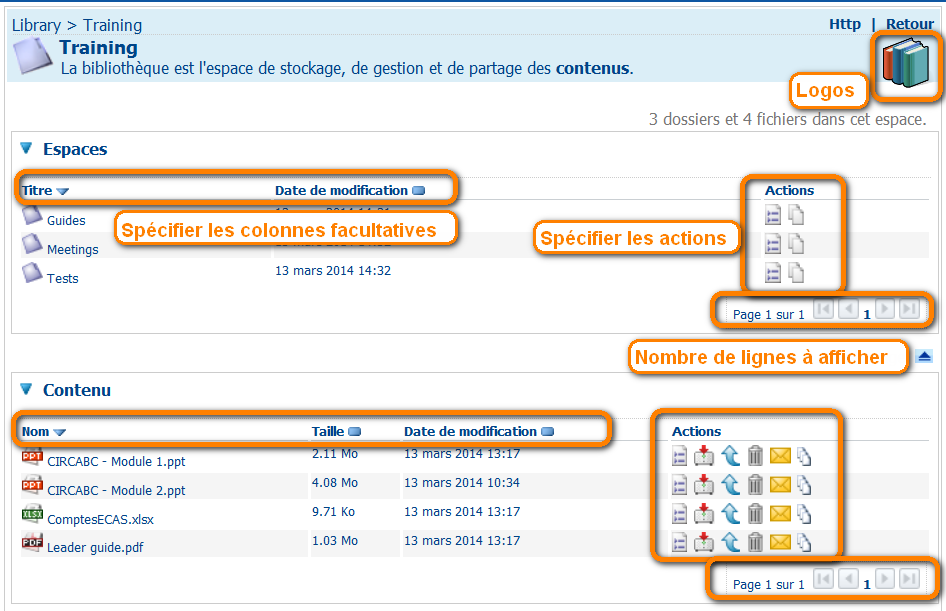 Library > Training
Http | Retour
Training
La bibliothèque est l'espace de stockage, de gestion et de partage des contenus.
Logos
3 dossiers et 4 fichiers dans cet espace.
Espaces
Titre Date de modification Actions
Guides
Spécifier les colonnes facultatives
Spécifier les actions
Meetings
Tests 13 mars 2014 14:32
Page 1 sur 1 1
Nombre de lignes à afficher
Contenu
Nom Taille Date de modification Actions
PPT CIRCABC - Module 1.ppt 2.11 Mo 13 mars 2014 13:17
PPT CIRCABC - Module 2.ppt 4.08 Mo 13 mars 2014 10:34
XLSX ComptesECAS.xlsx 9.71 Ko 13 mars 2014 13:17
PDF Leader guide.pdf 1.03 Mo 13 mars 2014 13:17
Page 1 sur 1 1